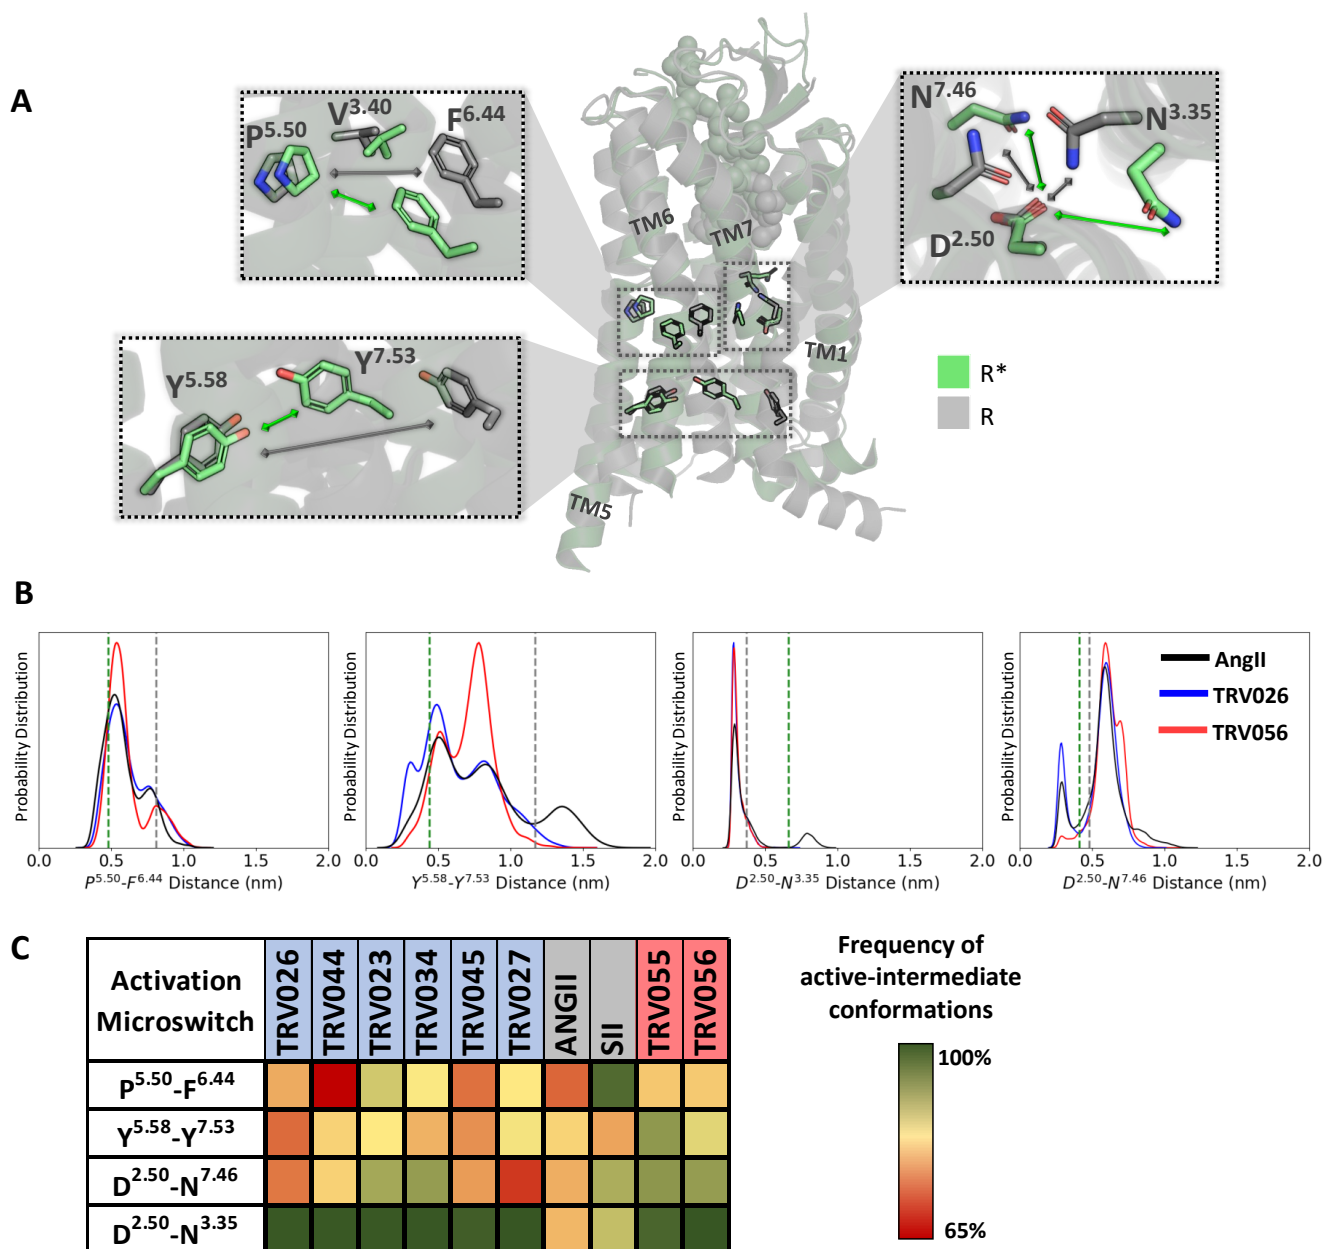 A
V3.40
P5.50
F6.44
N7.46
N3.35
D2.50
TM6
TM7
TM1
TM5
Y5.58
Y7.53
R*
R
B
Probability Distribution
0.0 0.5 1.0 1.5 2.0
P5.50-F6.44 Distance (nm)
Probability Distribution
0.0 0.5 1.0 1.5 2.0
Y5.58-Y7.53 Distance (nm)
Probability Distribution
0.0 0.5 1.0 1.5 2.0
D2.50-N3.35 Distance (nm)
Probability Distribution
0.0 0.5 1.0 1.5 2.0
D2.50-N7.46 Distance (nm)
AngII
TRV026
TRV056
C
Activation
Microswitch
TRV026
TRV044
TRV023
TRV034
TRV045
TRV027
ANGII
SII
TRV055
TRV056
P5.50-F6.44
Y5.58-Y7.53
D2.50-N7.46
D2.50-N3.35
Frequency of
active-intermediate
conformations
100%
65%